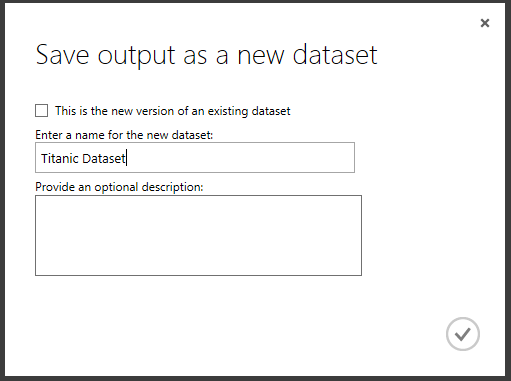 Save output as a new dataset
This is the new version of an existing dataset
Enter a name for the new dataset:
Titanic Dataset
Provide an optional description: